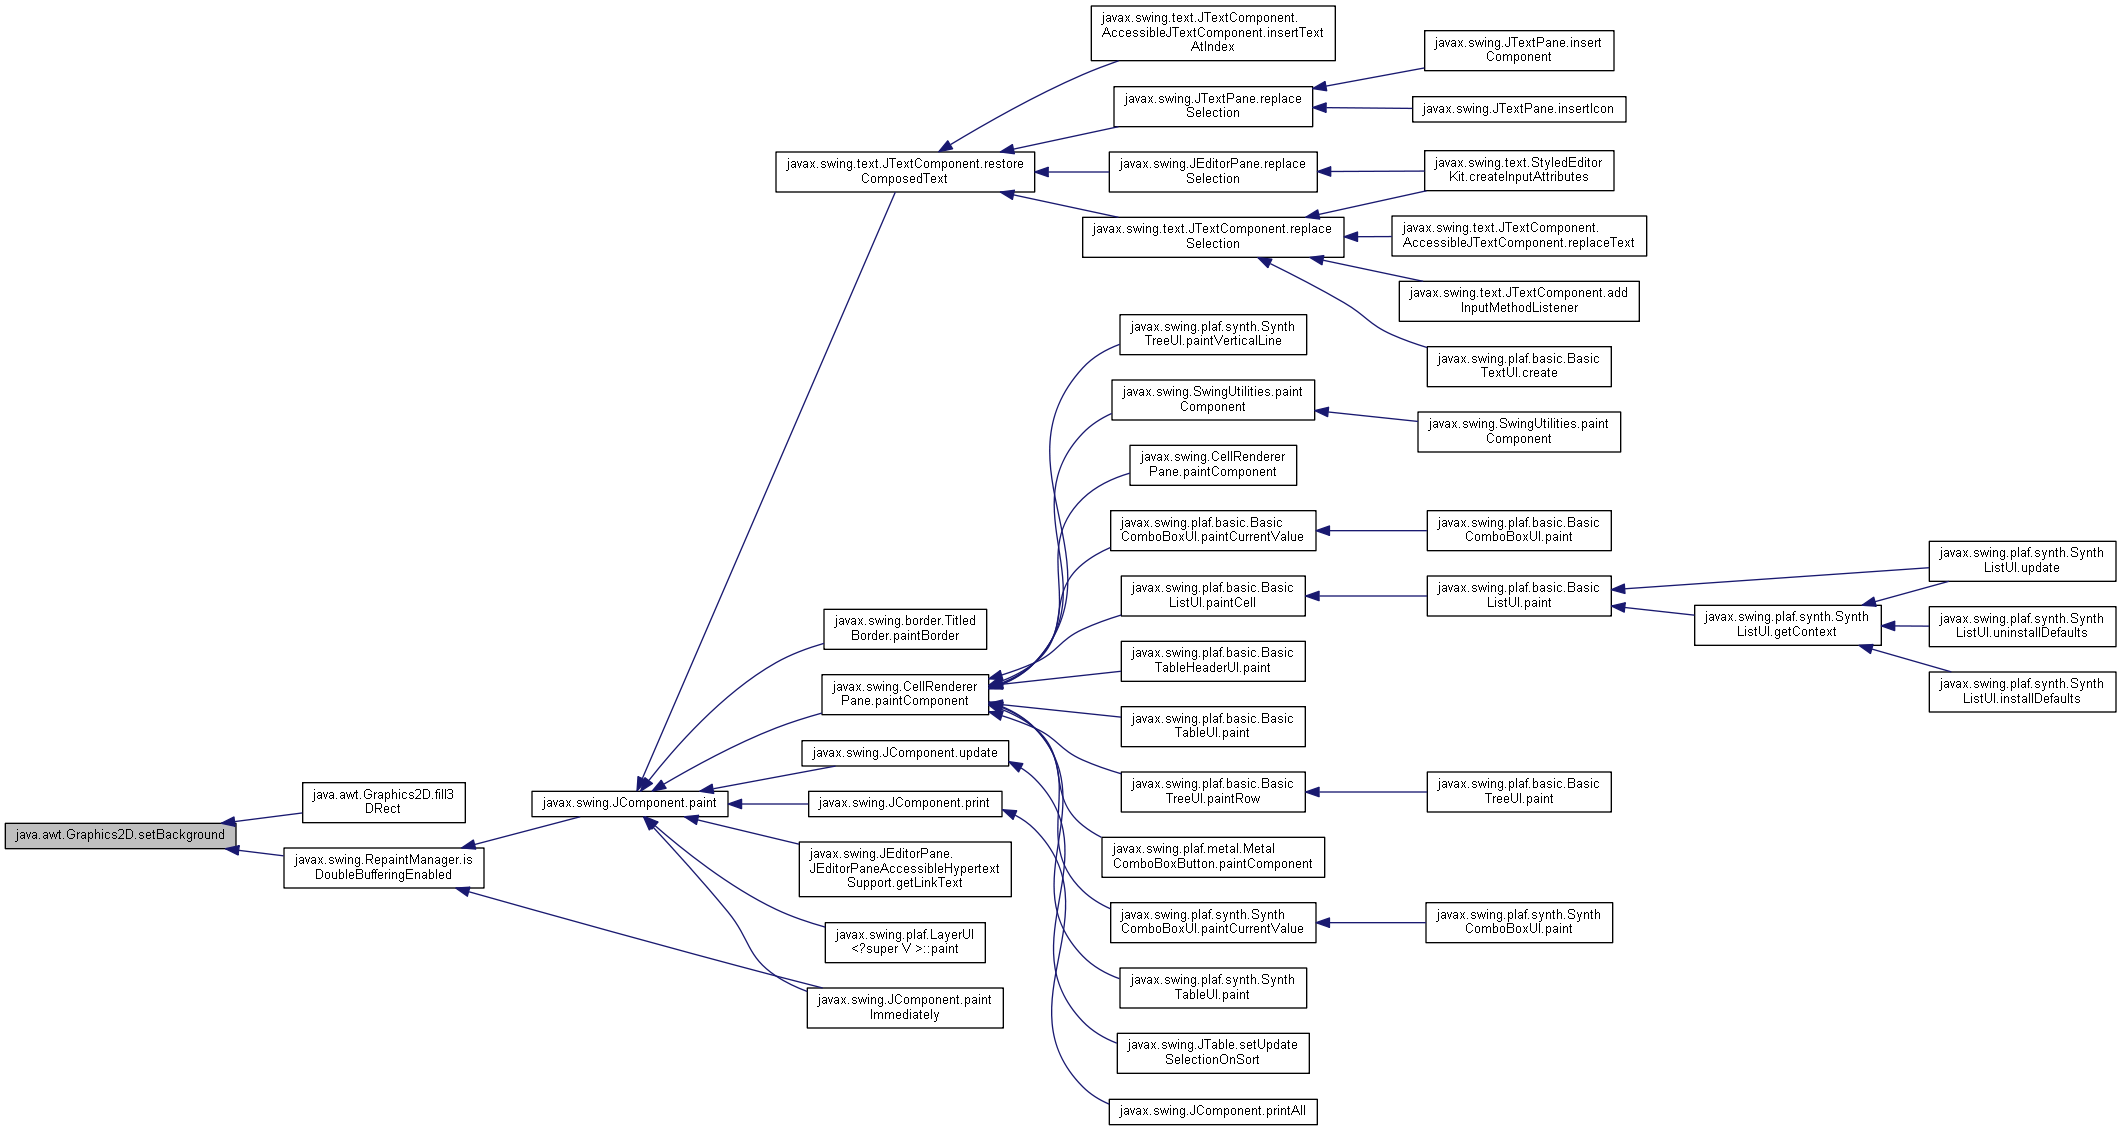 javax.swing.text.JTextComponent.
AccessibleJTextComponent.insertText
AtIndex
javax.swing.JTextPane.insert
Component
javax.swing.JTextPane.replace
Selection
javax.swing.JTextPane.insertIcon
javax.swing.text.JTextComponent.restore
ComposedText
javax.swing.JEditorPane.replace
Selection
javax.swing.text.StyledEditor
Kit.createInputAttributes
javax.swing.text.JTextComponent.replace
Selection
javax.swing.text.JTextComponent.
AccessibleJTextComponent.replaceText
javax.swing.text.JTextComponent.add
InputMethodListener
javax.swing.plaf.synth.Synth
TreeUI.paintVerticalLine
javax.swing.plaf.basic.Basic
TextUI.create
javax.swing.SwingUtilities.paint
Component
javax.swing.SwingUtilities.paint
Component
javax.swing.CellRenderer
Pane.paintComponent
javax.swing.plaf.basic.Basic
ComboBoxUI.paintCurrentValue
javax.swing.plaf.basic.Basic
ComboBoxUI.paint
javax.swing.plaf.synth.Synth
ListUI.update
javax.swing.plaf.basic.Basic
ListUI.paintCell
javax.swing.plaf.basic.Basic
ListUI.paint
javax.swing.plaf.synth.Synth
ListUI.getContext
javax.swing.plaf.synth.Synth
ListUI.uninstallDefaults
javax.swing.border.Titled
Border.paintBorder
javax.swing.plaf.basic.Basic
TableHeaderUI.paint
javax.swing.plaf.synth.Synth
ListUI.installDefaults
javax.swing.CellRenderer
Pane.paintComponent
javax.swing.plaf.basic.Basic
TableUI.paint
javax.swing.JComponent.update
javax.swing.plaf.basic.Basic
TreeUI.paintRow
javax.swing.plaf.basic.Basic
TreeUI.paint
java.awt.Graphics2D.fill3
DRect
javax.swing.JComponent.paint
javax.swing.JComponent.print
java.awt.Graphics2D.setBackground
javax.swing.RepaintManager.is
DoubleBufferingEnabled
javax.swing.JEditorPane.
JEditorPaneAccessibleHypertext
Support.getLinkText
javax.swing.plaf.metal.Metal
ComboBoxButton.paintComponent
javax.swing.plaf.synth.Synth
ComboBoxUI.paintCurrentValue
javax.swing.plaf.synth.Synth
ComboBoxUI.paint
javax.swing.plaf.LayerUI
<?super V >::paint
javax.swing.plaf.synth.Synth
TableUI.paint
javax.swing.JComponent.paint
Immediately
javax.swing.JTable.setUpdate
SelectionOnSort
javax.swing.JComponent.printAll